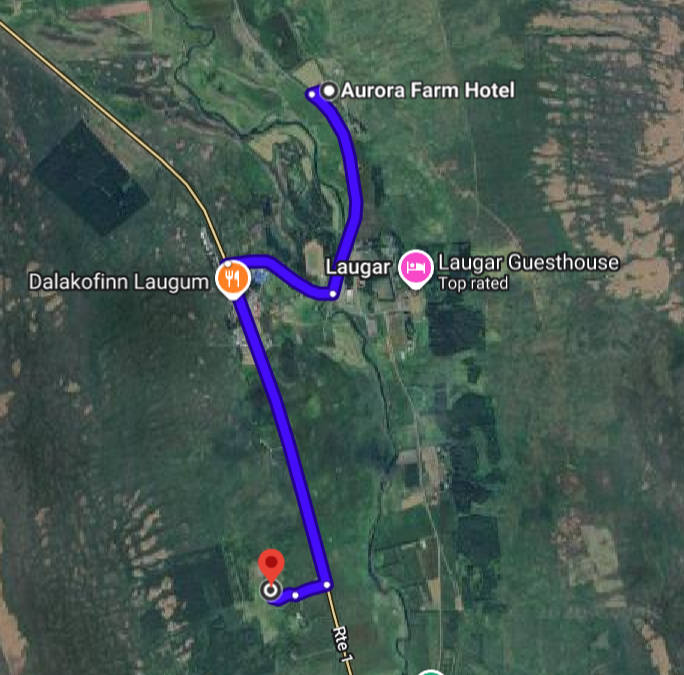 Aurora Farm Hotel
Laugar
Laugar Guesthouse
Top rated
Dalakofinn Laugum
Rte-1